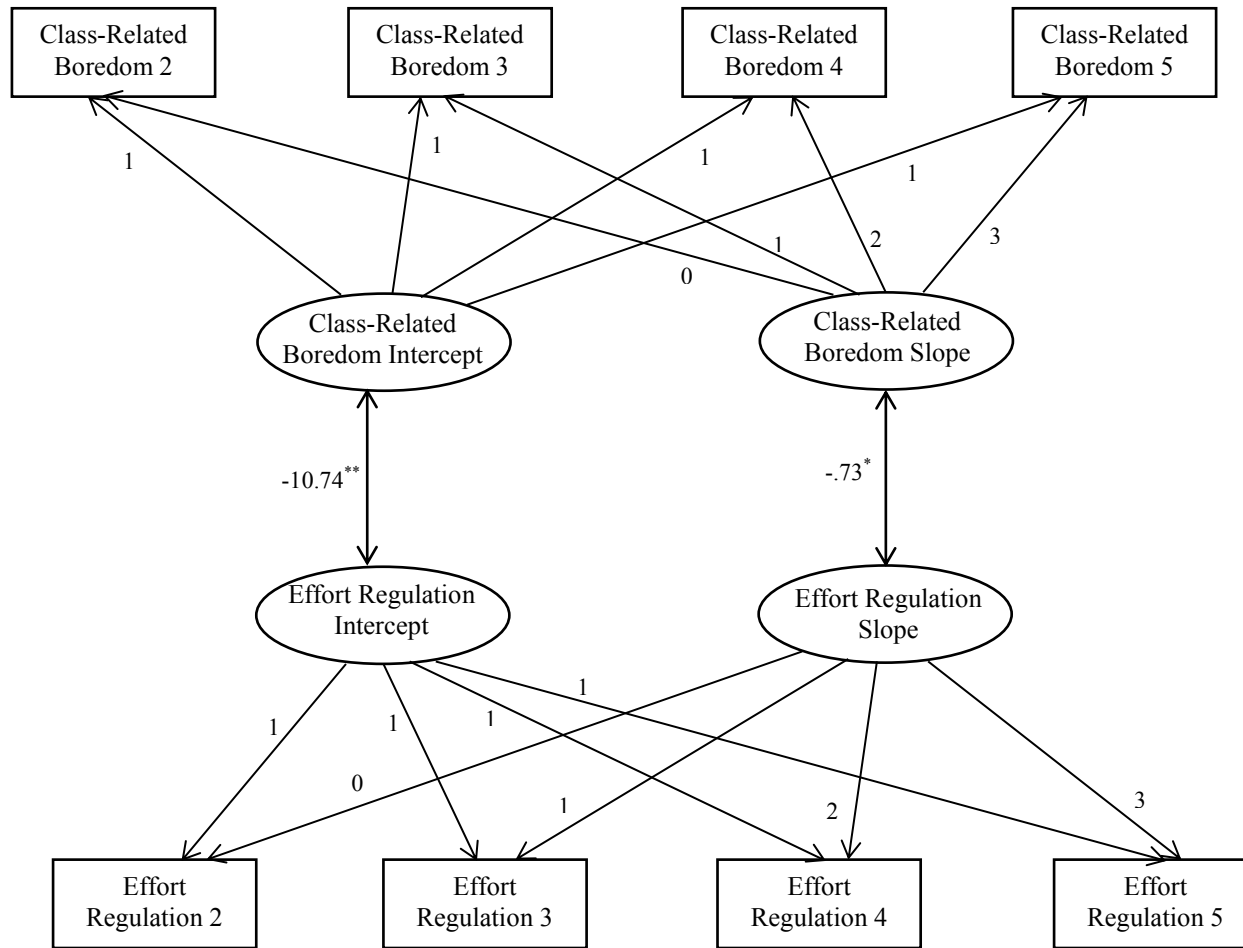 Class-Related
Boredom 2
Class-Related
Boredom 3
Class-Related
Boredom 4
Class-Related
Boredom 5
1
1
1
1
0
1
2
3
Class-Related
Boredom Intercept
Class-Related
Boredom Slope
-10.74**
-.73*
Effort Regulation
Intercept
Effort Regulation
Slope
1
1
1
1
0
1
2
3
Effort
Regulation 2
Effort
Regulation 3
Effort
Regulation 4
Effort
Regulation 5